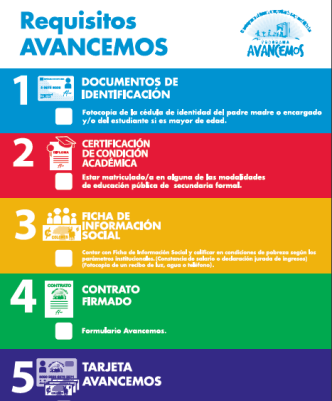 Requisitos
AVANCEMOS
PROGRAMA
AVANCEMOS
1
DOCUMENTOS DE
IDENTIFICACIÓN
Fotocopia de la cédula de identidad del padre madre o encargado
y/o del estudiante si es mayor de edad.
2
CERTIFICACIÓN
DE CONDICIÓN
ACADÉMICA
Estar matriculado/a en alguna de las modalidades
de educación pública de secundaria formal.
3
FICHA DE
INFORMACIÓN
SOCIAL
Contar con Ficha de Información Social y calificar en condiciones de pobreza según los
parámetros institucionales.(Constancia de salario o declaración jurada de ingresos)
(Fotocopia de un recibo de luz, agua o teléfono).
4
CONTRATO
CONTRATO
FIRMADO
Formulario Avancemos.
5
TARJETA
AVANCEMOS